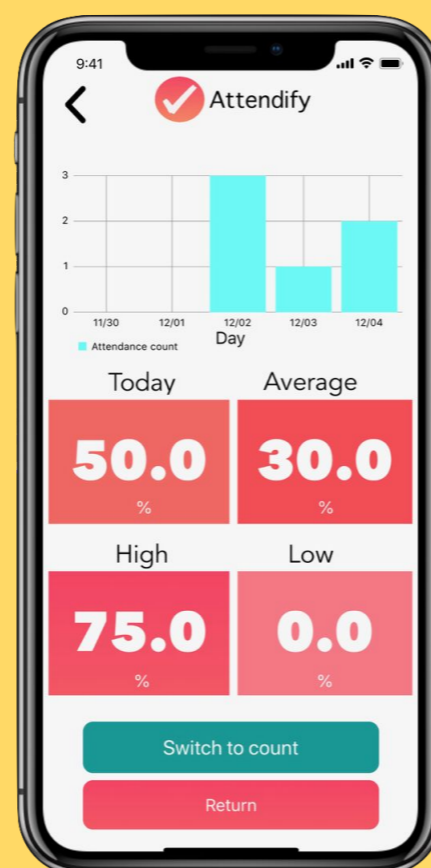 9:41
Attendify
3
2
1
0
11/30 12/01 12/02 12/03 12/04
Day
Attendance count
Today Average
50.0 30.0
% %
High Low
75.0 0.0
% %
Switch to count
Return